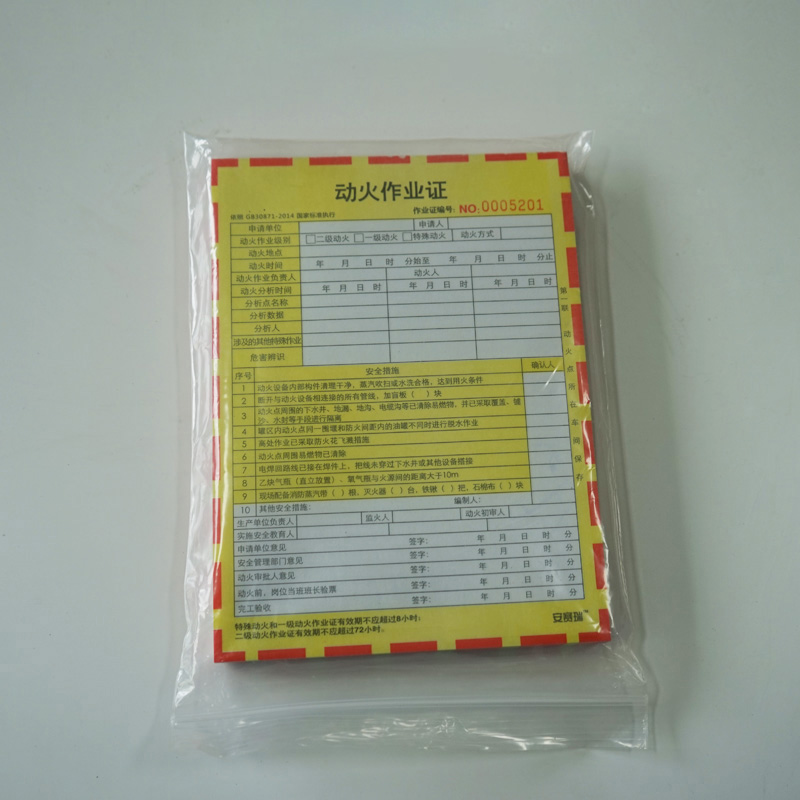 动火作业证
依照 GB30871-2014 国家标准执行 作业证编号: NO:0005201
申请单位 申请人
动火作业级别 □二级动火 □一级动火 □特殊动火 动火方式
动火地点
动火时间 年 月 日 时 分始至 年 月 日 时 分止
动火作业负责人 动火人
动火分析时间 年 月 日 时 年 月 日 时 年 月 日 时
分析点名称
分析数据
分析人
涉及的其他特殊作业
危害辨识
序号 安全措施 确认人
1 动火设备内部构件清理干净，蒸汽吹扫或水洗合格，达到用火条件
2 断开与动火设备相连接的所有管线，加盲板（ ）块
3 动火点周围的下水井、地漏、地沟、电缆沟等已清除易燃物，并已采取覆盖、铺沙、水封等手段进行隔离
4 罐区内动火点同一围堰和防火间距内的油罐不同时进行脱水作业
5 高处作业已采取防火花飞溅措施
6 动火点周围易燃物已清除
7 电焊回路线已接在焊件上，把线未穿过下水井或其他设备搭接
8 乙炔气瓶（直立放置）、氧气瓶与火源间的距离大于10m
9 现场配备消防蒸汽带（ ）根，灭火器（ ）台，铁锹（ ）把，石棉布（ ）块
10 其他安全措施: 编制人:
生产单位负责人 监火人 动火初审人
实施安全教育人
申请单位意见 签字: 年 月 日 时 分
安全管理部门意见 签字: 年 月 日 时 分
动火审批人意见 签字: 年 月 日 时 分
动火前，岗位当班班长验票 签字: 年 月 日 时 分
完工验收 签字: 年 月 日 时 分
特殊动火和一级动火作业证有效期不应超过8小时;
二级动火作业证有效期不应超过72小时。
安赛瑞
第一联 动火点所在车间保存